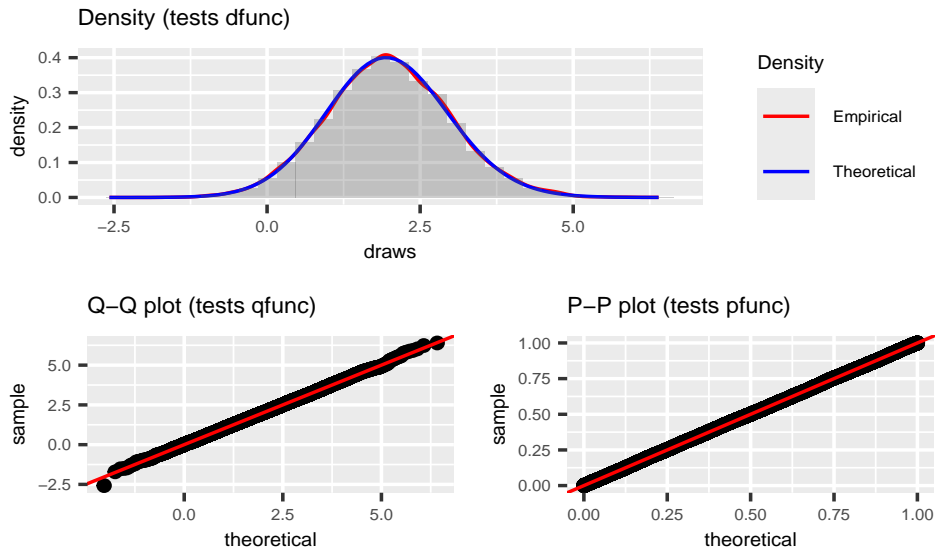 Density (tests dfunc)
density
0.4
0.3
0.2
0.1
0.0
−2.5
0.0
2.5
5.0
draws
Density
Empirical
Theoretical
Q−Q plot (tests qfunc)
sample
5.0
2.5
0.0
−2.5
0.0
2.5
5.0
theoretical
P−P plot (tests pfunc)
sample
1.00
0.75
0.50
0.25
0.00
0.00
0.25
0.50
0.75
1.00
theoretical